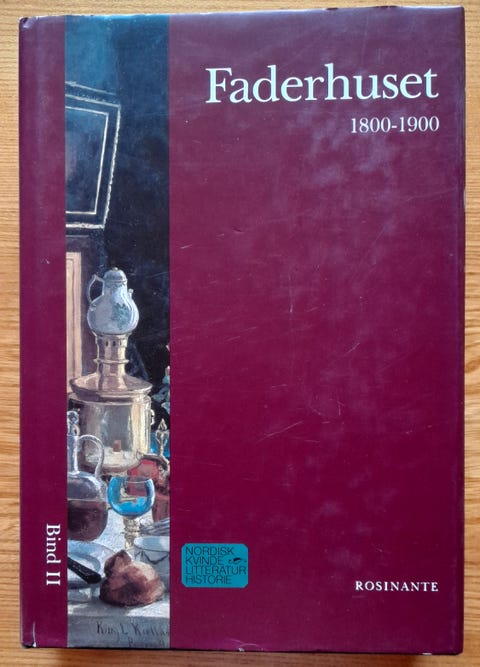 Faderhuset
1800-1900
Bind II
NORDISK
KVINDE
LITTERATUR
HISTORIE
ROSINANTE